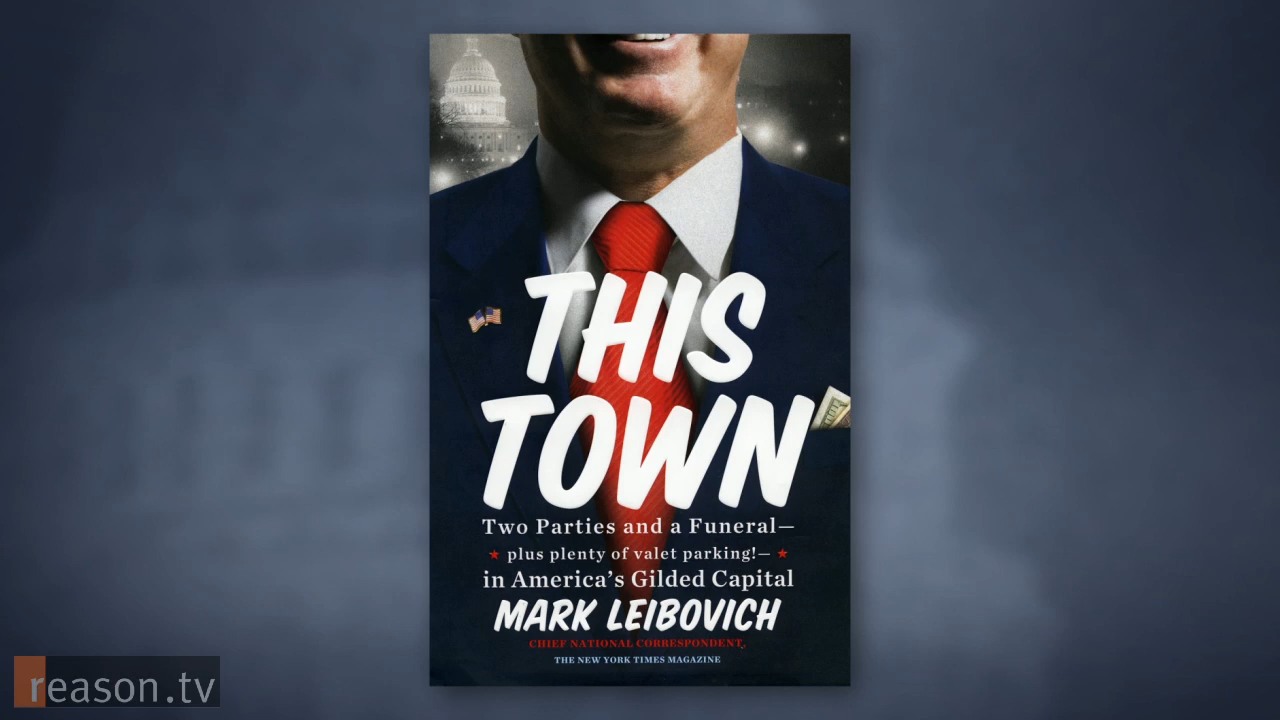 THIS
TOWN
Two Parties and a Funeral—
★ plus plenty of valet parking!— ★
in America's Gilded Capital
MARK LEIBOVICH
CHIEF NATIONAL CORRESPONDENT,
THE NEW YORK TIMES MAGAZINE
reason.tv